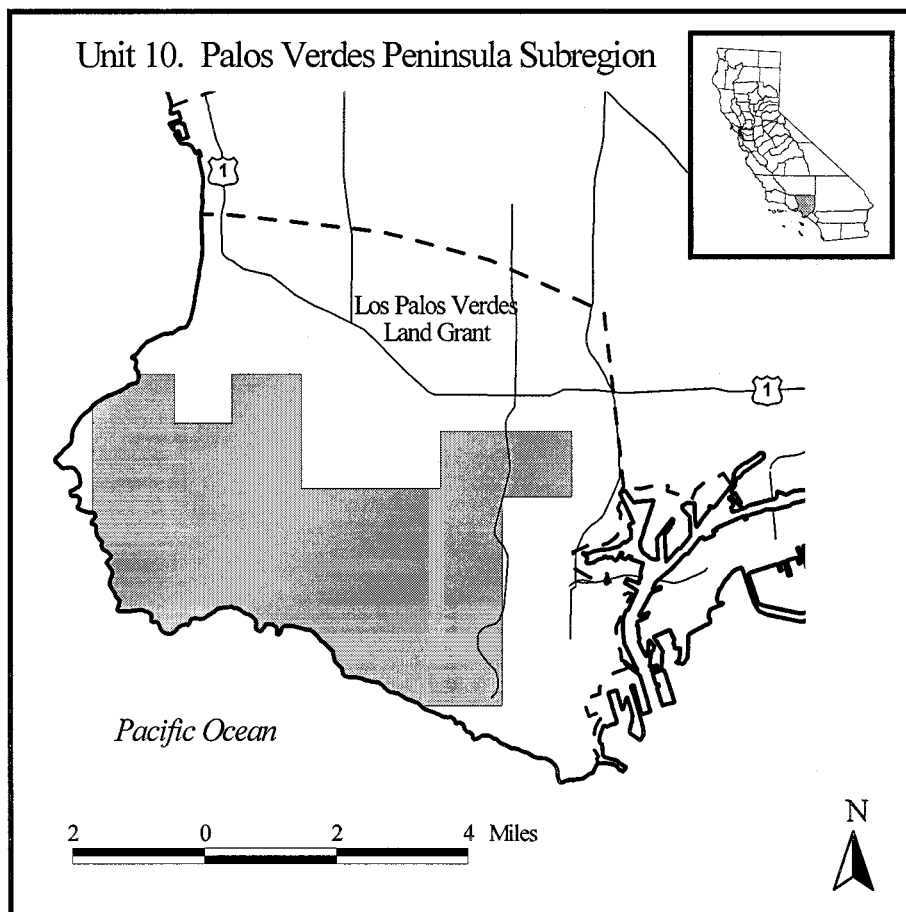 Unit 10. Palos Verdes Peninsula Subregion
1
Los Palos Verdes
Land Grant
1
Pacific Ocean
2 0 2 4 Miles
N